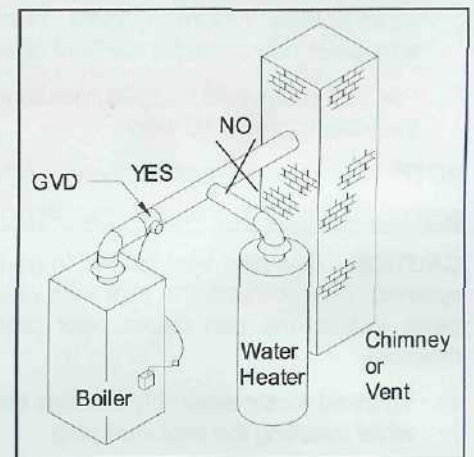 NO
YES
GVD
Boiler
Water
Heater
Chimney
or
Vent